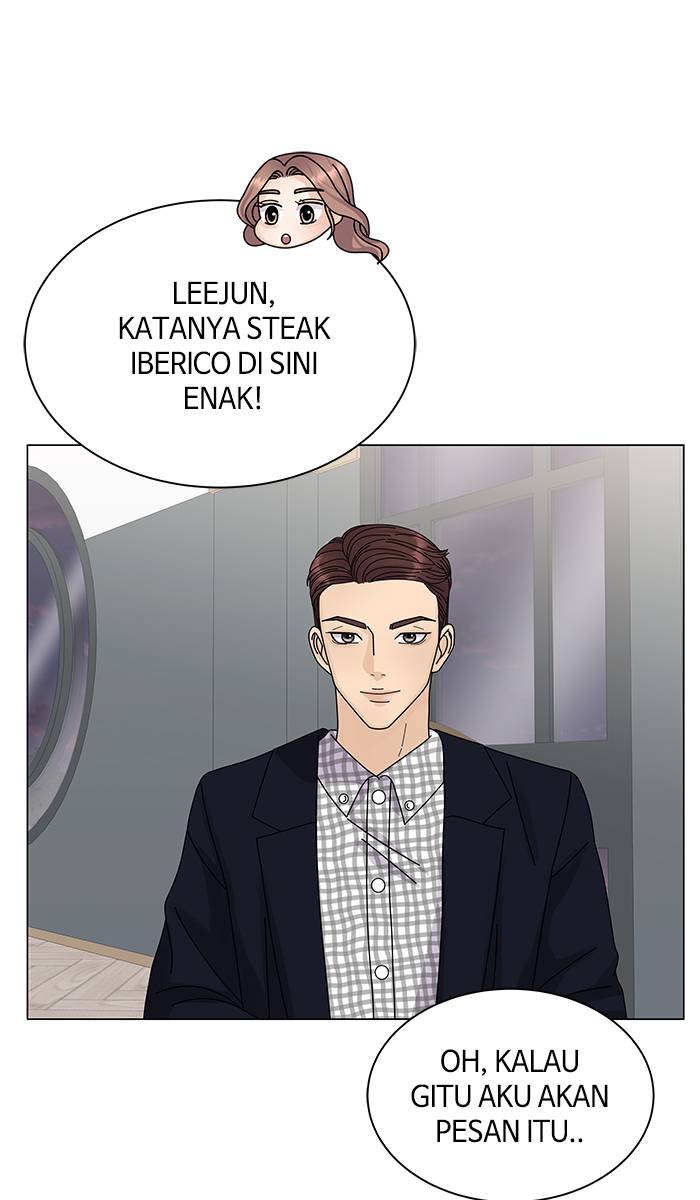 LEEJUN,
KATANYA STEAK
IBERICO DI SINI
ENAK!
OH, KALAU
GITU AKU AKAN
PESAN ITU..